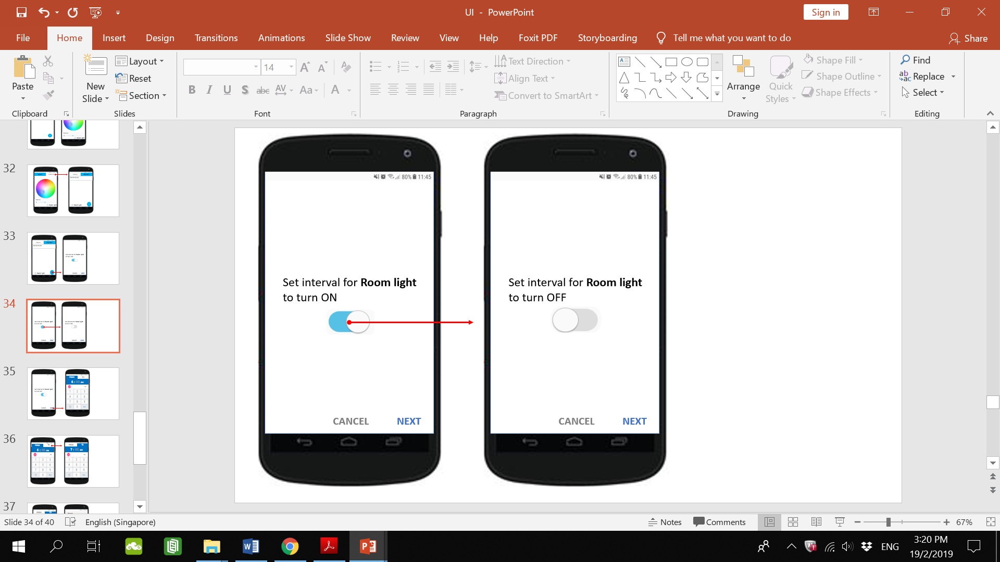 UI - PowerPoint
Sign in
File
Home
Insert
Design
Transitions
Animations
Slide Show
Review
View
Help
Foxit PDF
Storyboarding
Tell me what you want to do
Share
Paste
New
Slide
Layout
Reset
Section
14
B I U S abc AV Aa A
Text Direction
Align Text
Convert to SmartArt
Arrange
Quick
Styles
Shape Fill
Shape Outline
Shape Effects
Find
Replace
Select
Clipboard
Slides
Font
Paragraph
Drawing
Editing
32
33
34
35
36
37
80% 11:45
Set interval for Room light
to turn ON
CANCEL NEXT
80% 11:45
Set interval for Room light
to turn OFF
CANCEL NEXT
Slide 34 of 40
English (Singapore)
Notes
Comments
67%
ENG
3:20 PM
19/2/2019